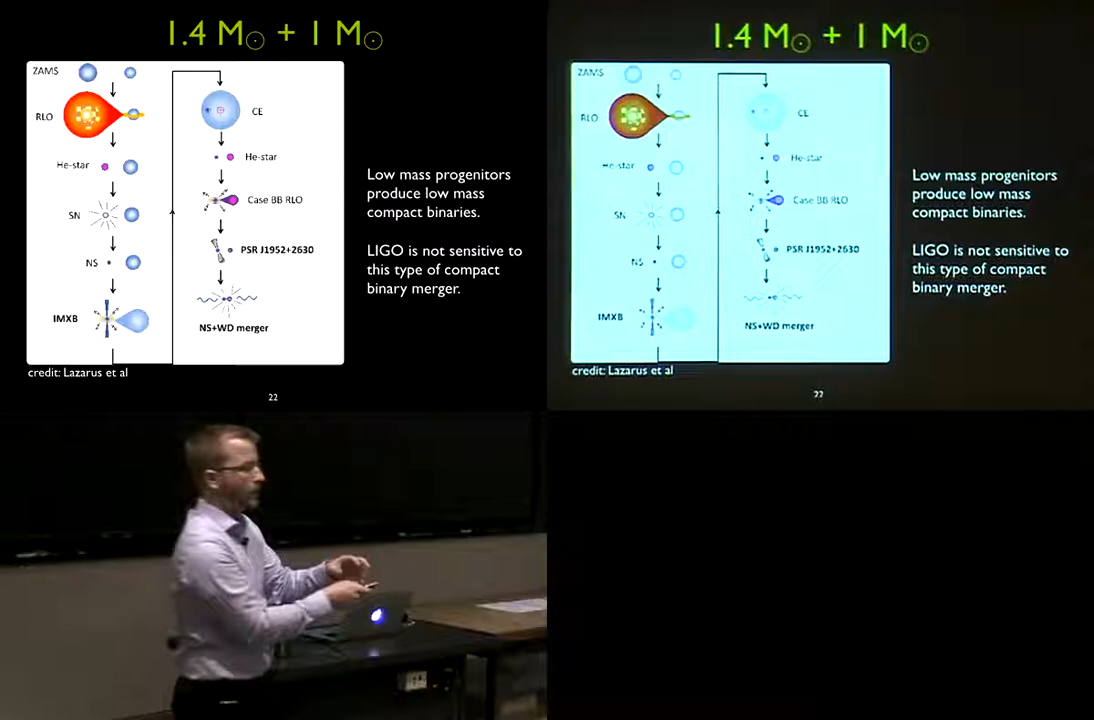 1.4 M☉ + 1 M☉
ZAMS
RLO
He-star
SN
NS
IMXB
CE
He-star
Case BB RLO
PSR J1952+2630
NS+WD merger
Low mass progenitors
produce low mass
compact binaries.
LIGO is not sensitive to
this type of compact
binary merger.
credit: Lazarus et al
22
1.4 M☉ + 1 M☉
ZAMS
RLO
He-star
SN
NS
IMXB
CE
He-star
Case BB RLO
PSR J1952+2630
NS+WD merger
Low mass progenitors
produce low mass
compact binaries.
LIGO is not sensitive to
this type of compact
binary merger.
credit: Lazarus et al
22